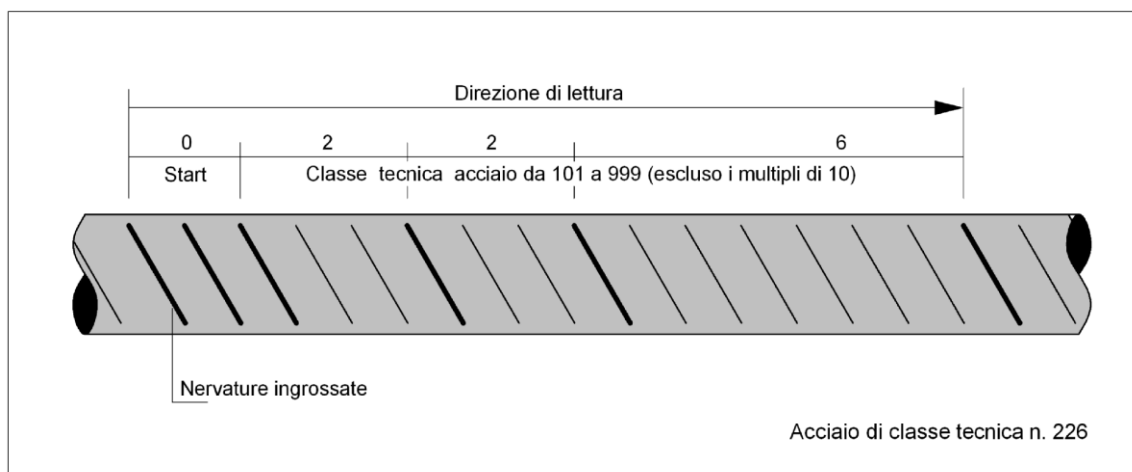 Direzione di lettura
0 2 2 6
Start Classe tecnica acciaio da 101 a 999 (escluso i multipli di 10)
Nervature ingrossate
Acciaio di classe tecnica n. 226